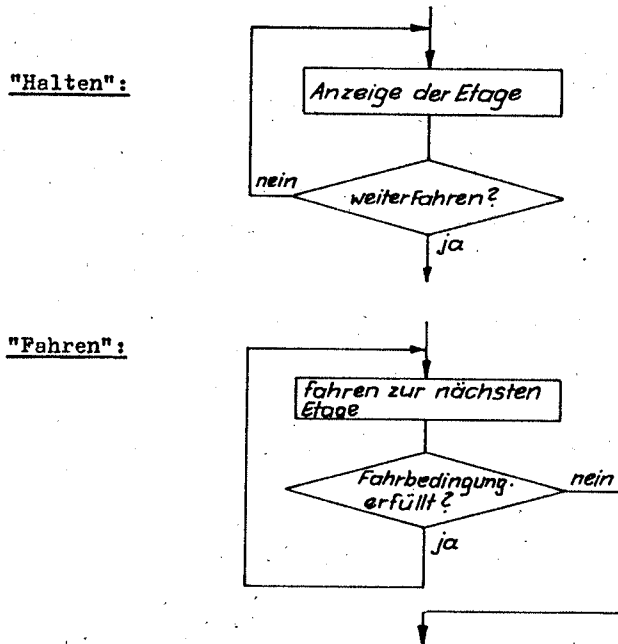 "Halten":
Anzeige der Etage
nein
weiterfahren?
ja
"Fahren":
fahren zur nächsten
Etage
Fahrbedingung
erfüllt?
nein
ja